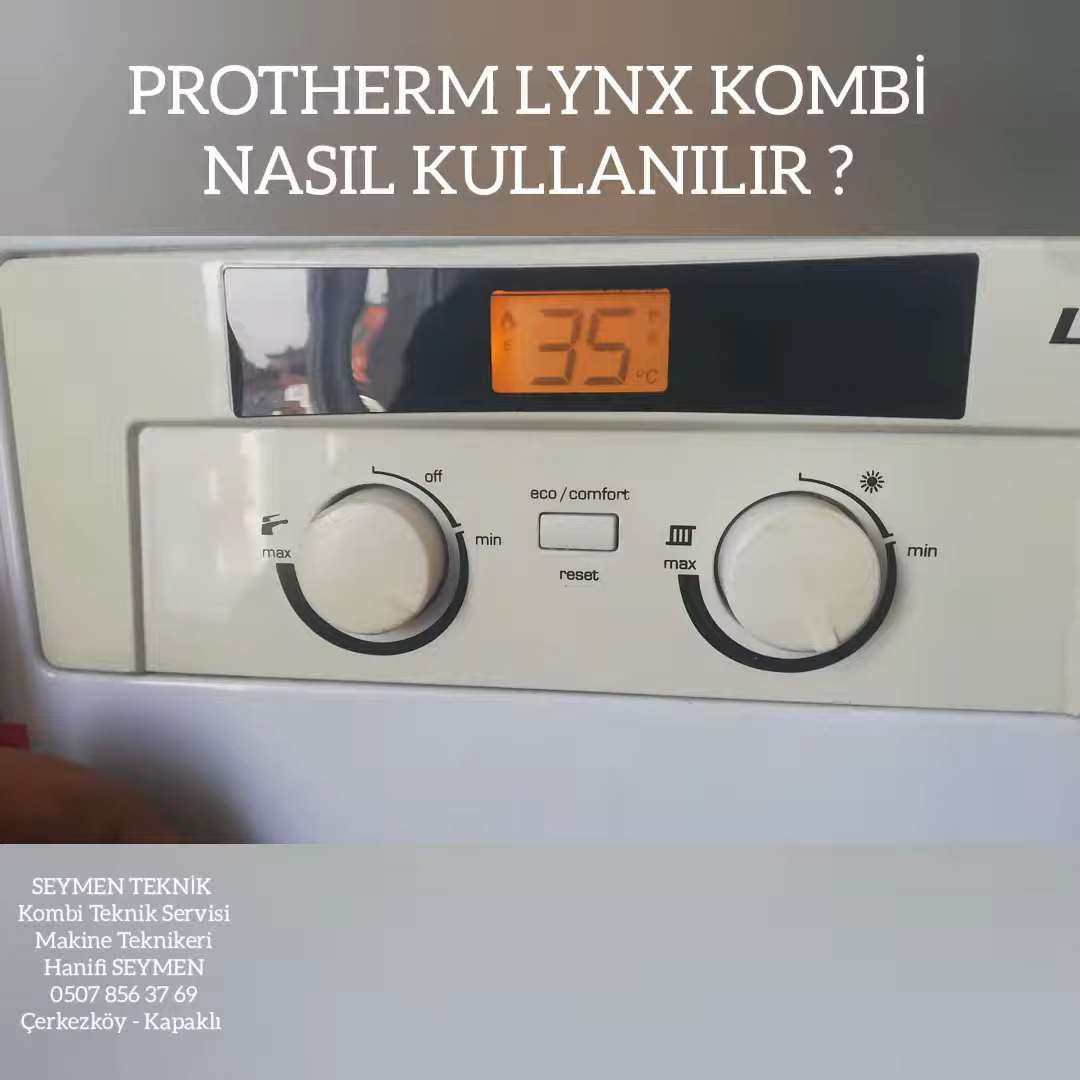 PROTHERM LYNX KOMBİ
NASIL KULLANILIR ?
35 °C
off
eco/comfort
min
max
reset
min
max
SEYMEN TEKNİK
Kombi Teknik Servisi
Makine Teknikeri
Hanifi SEYMEN
0507 856 37 69
Çerkezköy - Kapaklı